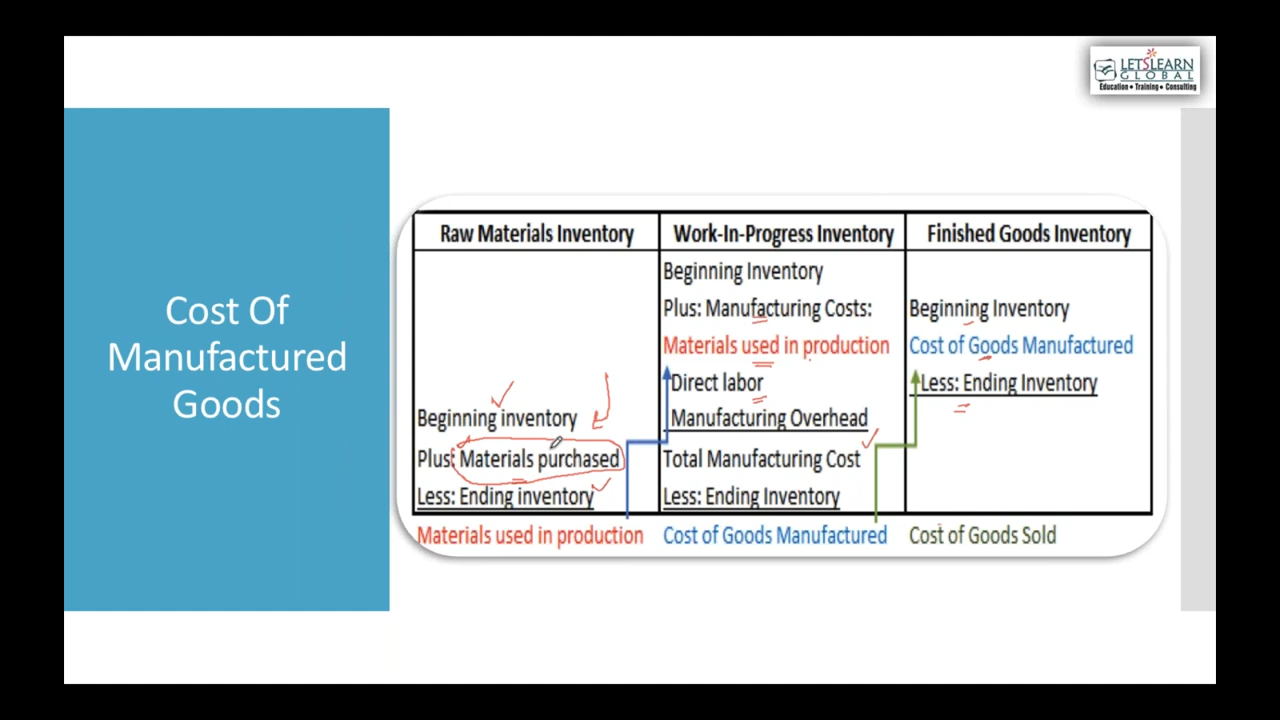 LETSLEARN
GLOBAL
Education • Training • Consulting
Cost Of
Manufactured
Goods
Raw Materials Inventory
Beginning inventory
Plus: Materials purchased
Less: Ending inventory
Materials used in production
Work-In-Progress Inventory
Beginning Inventory
Plus: Manufacturing Costs:
Materials used in production
Direct labor
Manufacturing Overhead
Total Manufacturing Cost
Less: Ending Inventory
Cost of Goods Manufactured
Finished Goods Inventory
Beginning Inventory
Cost of Goods Manufactured
Less: Ending Inventory
Cost of Goods Sold